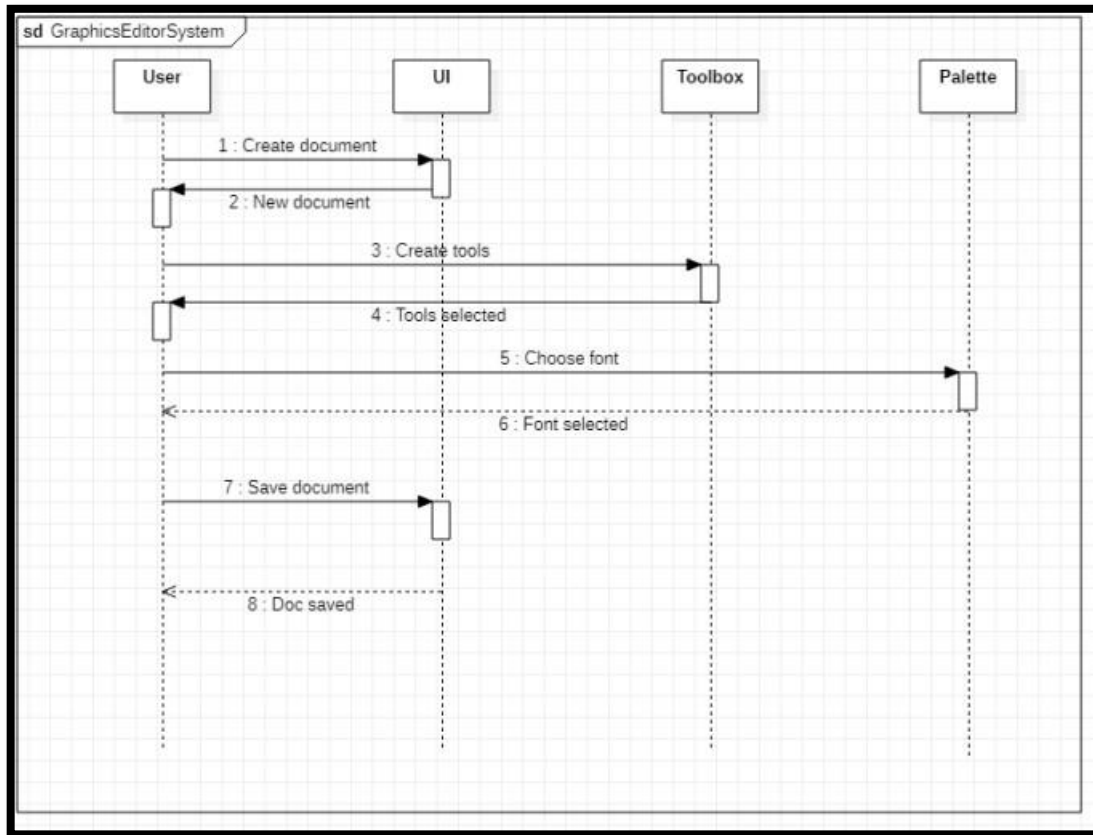 sd GraphicsEditorSystem
User UI Toolbox Palette
1 : Create document
2 : New document
3 : Create tools
4 : Tools selected
5 : Choose font
6 : Font selected
7 : Save document
8 : Doc saved